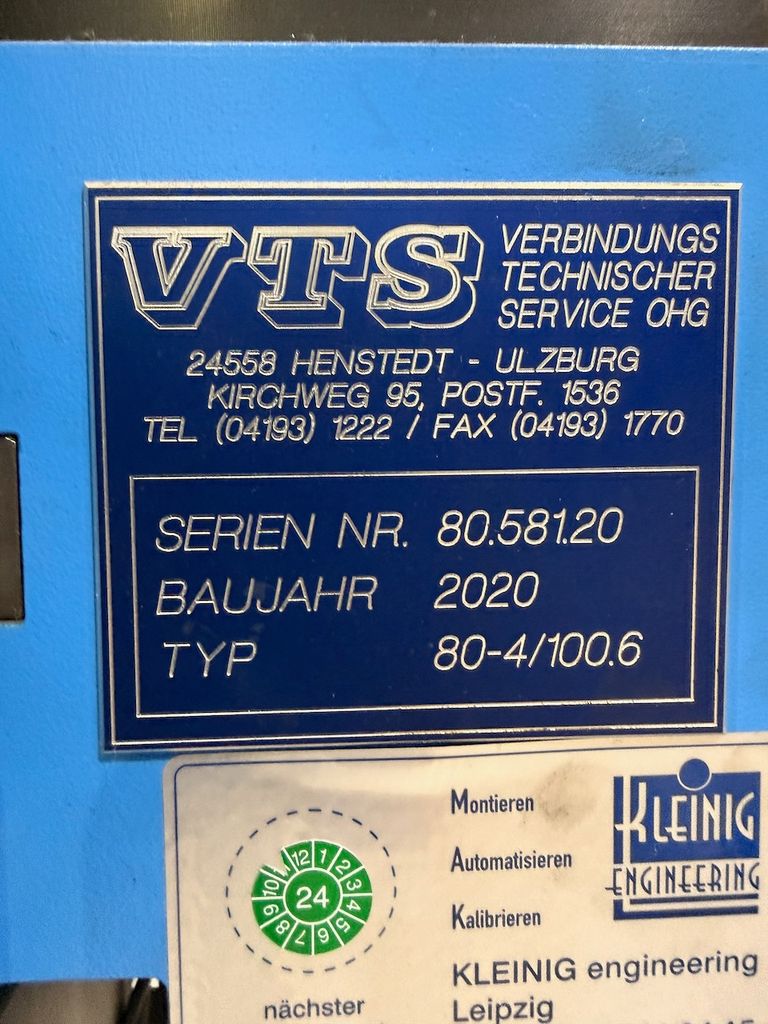 VTS
VERBINDUNGS
TECHNISCHER
SERVICE OHG
24558 HENSTEDT - ULZBURG
KIRCHWEG 95, POSTF. 1536
TEL (04193) 1222 / FAX (04193) 1770
SERIEN NR. 80.581.20
BAUJAHR 2020
TYP 80-4/100.6
Montieren
Automatisieren
Kalibrieren
KLEINIG
ENGINEERING
12 1 2 3 4 5 6 7 8 9 10
24
KLEINIG engineering
Leipzig
nächster